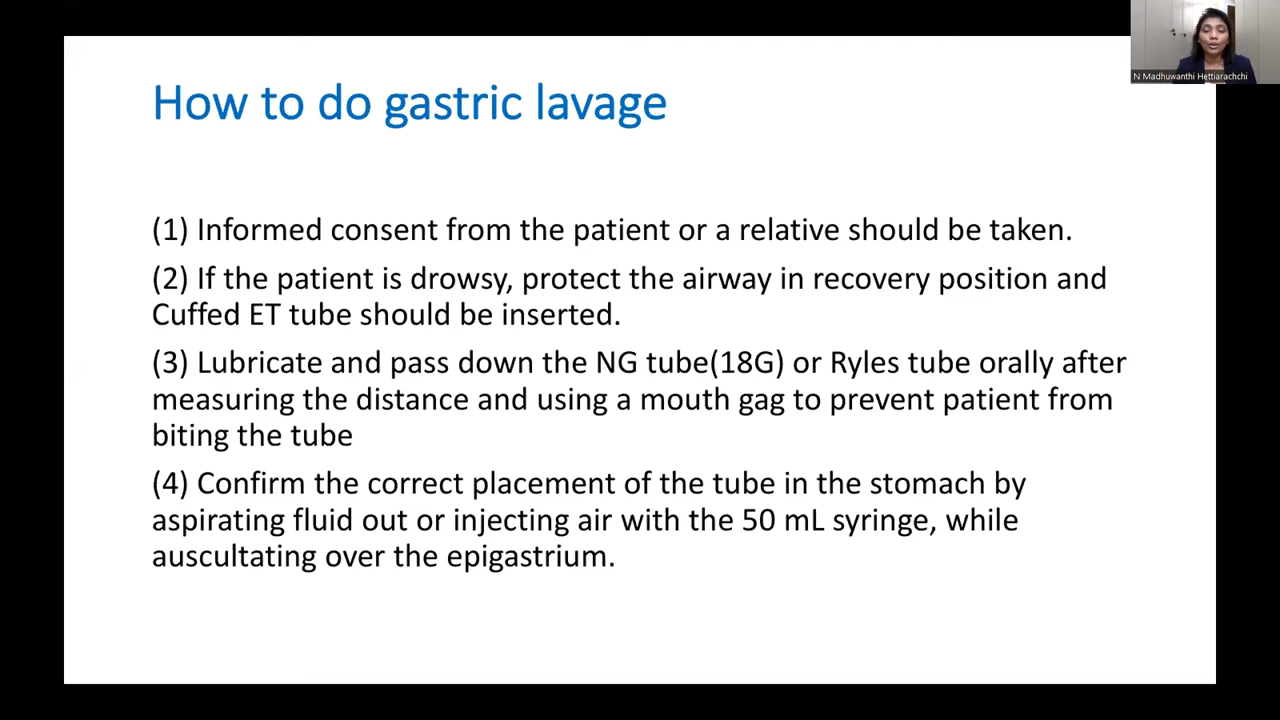 N Madhuwanthi Hettiarachchi
How to do gastric lavage
(1) Informed consent from the patient or a relative should be taken.
(2) If the patient is drowsy, protect the airway in recovery position and
Cuffed ET tube should be inserted.
(3) Lubricate and pass down the NG tube(18G) or Ryles tube orally after
measuring the distance and using a mouth gag to prevent patient from
biting the tube
(4) Confirm the correct placement of the tube in the stomach by
aspirating fluid out or injecting air with the 50 mL syringe, while
auscultating over the epigastrium.